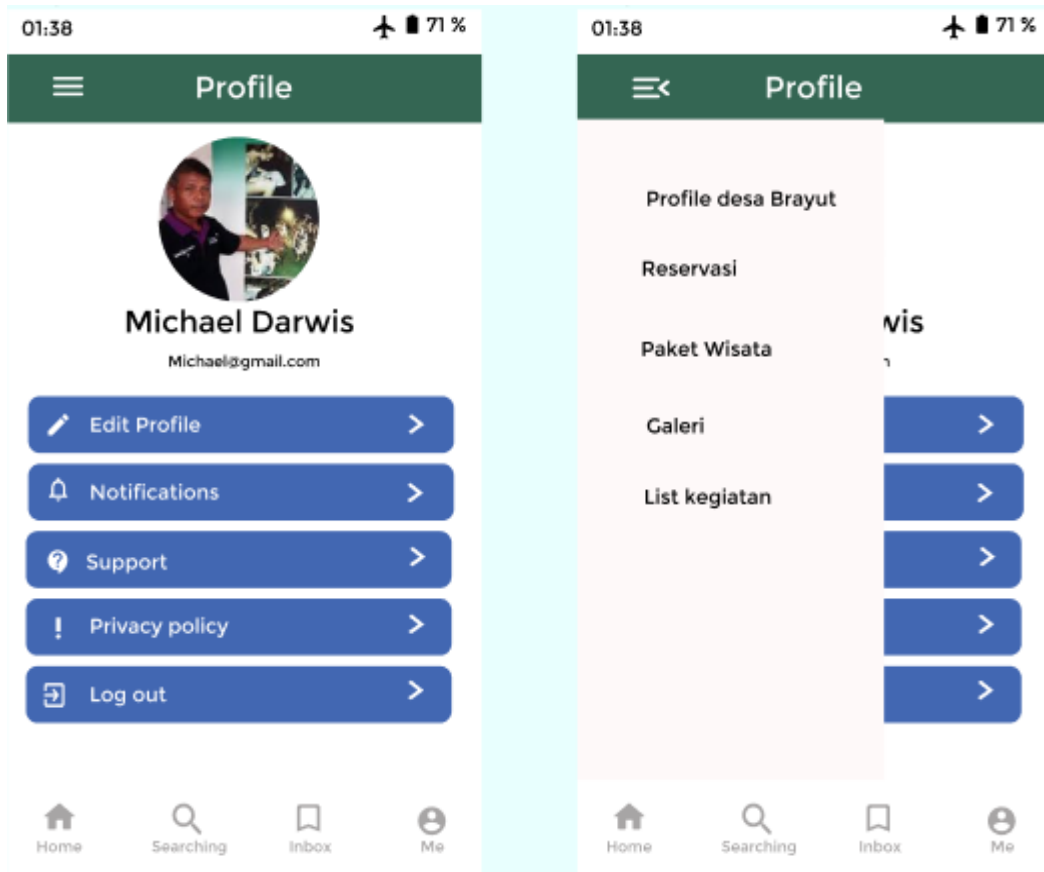 01:38
71 %
Profile
Michael Darwis
Michael@gmail.com
Edit Profile
Notifications
Support
Privacy policy
Log out
Home
Searching
Inbox
Me
01:38
71 %
Profile
Profile desa Brayut
Reservasi
Paket Wisata
Galeri
List kegiatan
Home
Searching
Inbox
Me